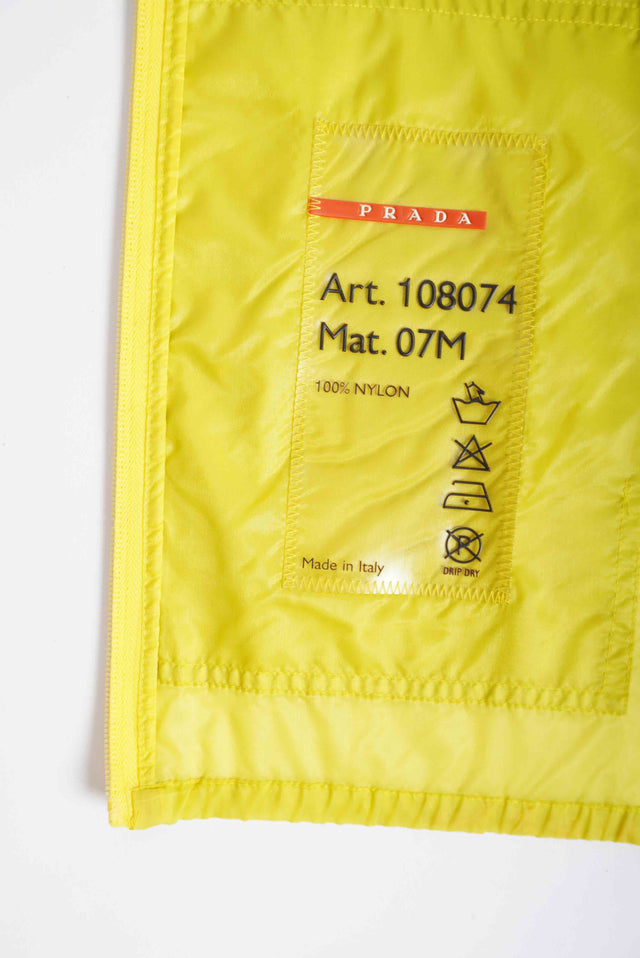 PRADA
Art. 108074
Mat. 07M
100% NYLON
P
Made in Italy
DRIP DRY